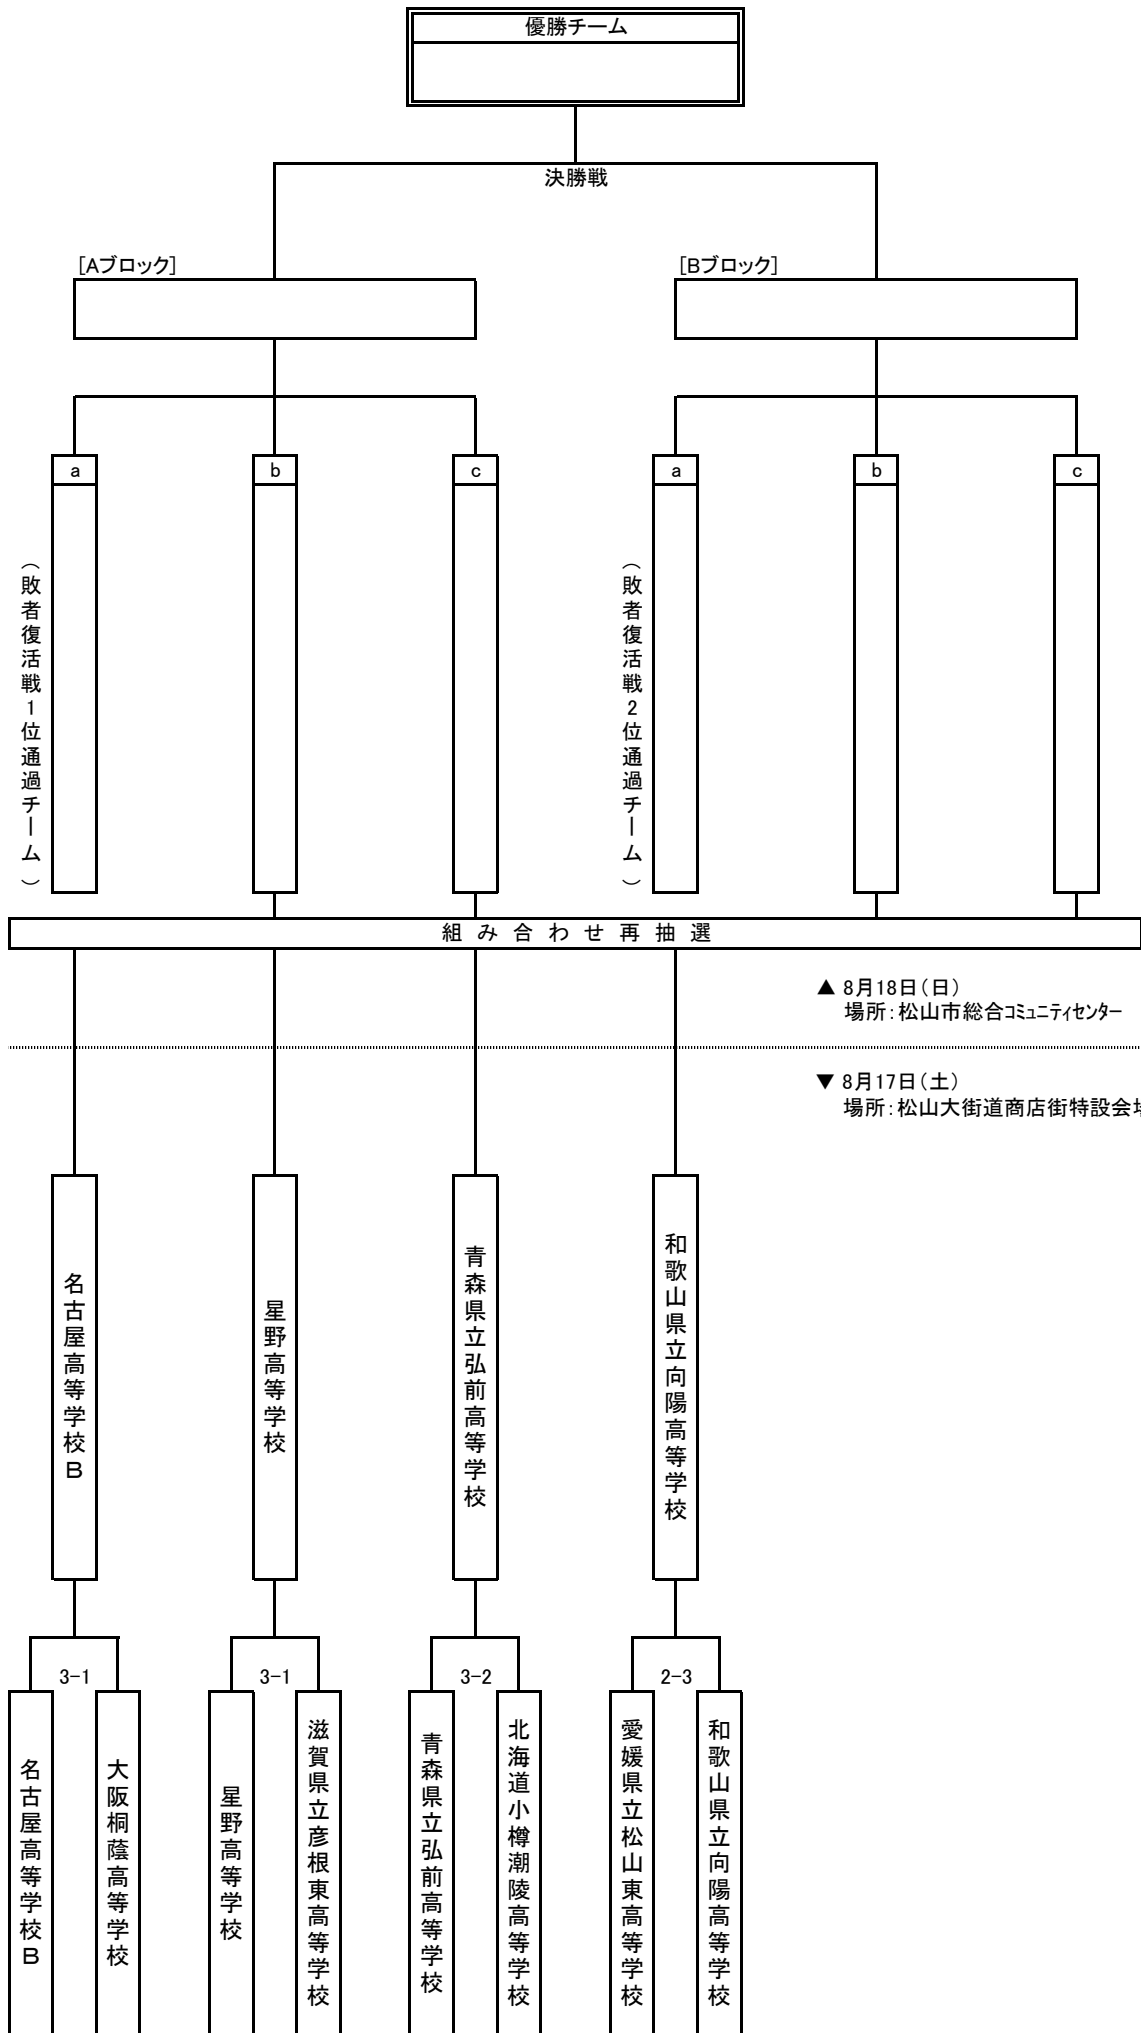 優勝チーム
決勝戦
[Aブロック]
[Bブロック]
a
b
c
a
b
c
（敗者復活戦1位通過チーム）
（敗者復活戦2位通過チーム）
組み合わせ再抽選
▲ 8月18日（日）
場所：松山市総合コミュニティセンター
▼ 8月17日（土）
場所：松山大街道商店街特設会場
名古屋高等学校B
星野高等学校
青森県立弘前高等学校
和歌山県立向陽高等学校
3-1
3-1
3-2
2-3
名古屋高等学校B
大阪桐蔭高等学校
星野高等学校
滋賀県立彦根東高等学校
青森県立弘前高等学校
北海道小樽潮陵高等学校
愛媛県立松山東高等学校
和歌山県立向陽高等学校